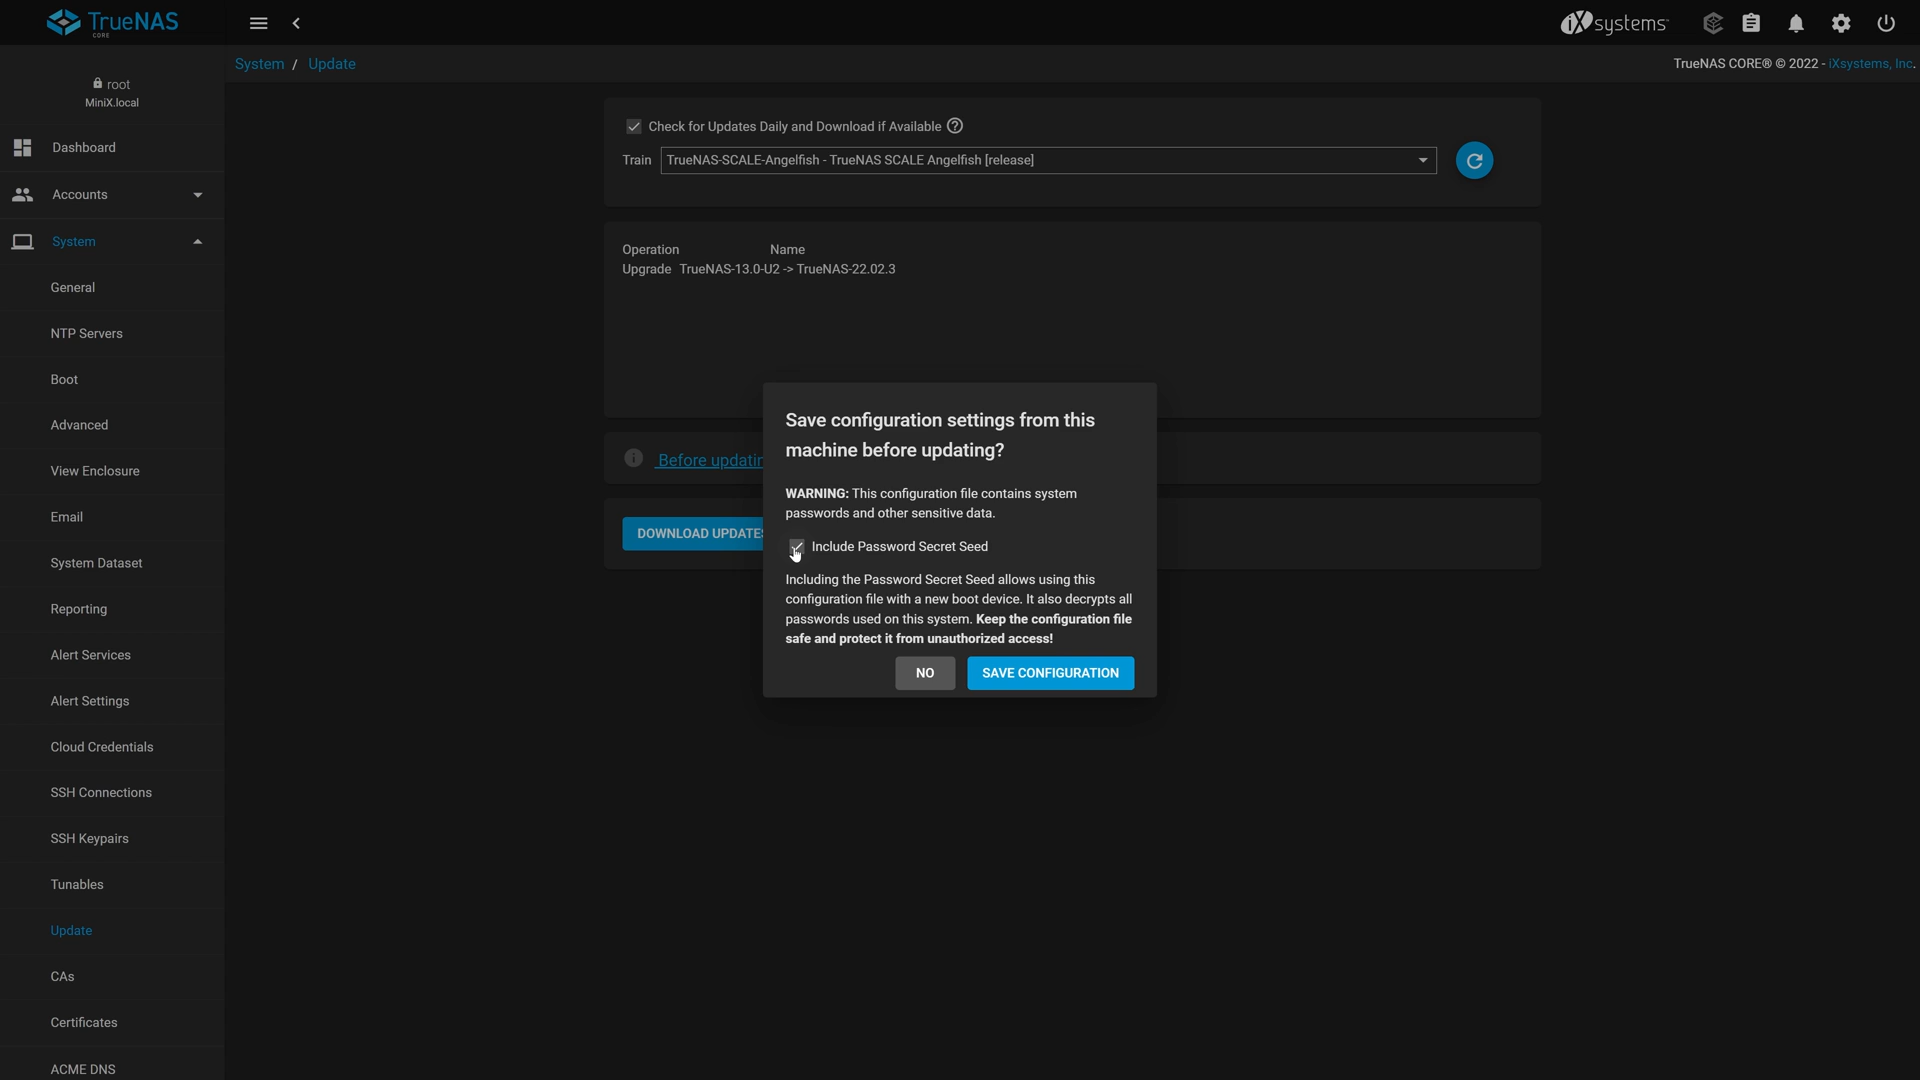 TrueNAS
CORE
iXsystems™
System / Update
TrueNAS CORE® © 2022 - iXsystems, Inc.
root
MiniX.local
Dashboard
Accounts
System
General
NTP Servers
Boot
Advanced
View Enclosure
Email
System Dataset
Reporting
Alert Services
Alert Settings
Cloud Credentials
SSH Connections
SSH Keypairs
Tunables
Update
CAs
Certificates
ACME DNS
Check for Updates Daily and Download if Available
Train TrueNAS-SCALE-Angelfish - TrueNAS SCALE Angelfish [release]
Operation Name
Upgrade TrueNAS-13.0-U2 -> TrueNAS-22.02.3
Before updatin
DOWNLOAD UPDATES
Save configuration settings from this
machine before updating?
WARNING: This configuration file contains system
passwords and other sensitive data.
Include Password Secret Seed
Including the Password Secret Seed allows using this
configuration file with a new boot device. It also decrypts all
passwords used on this system. Keep the configuration file
safe and protect it from unauthorized access!
NO SAVE CONFIGURATION